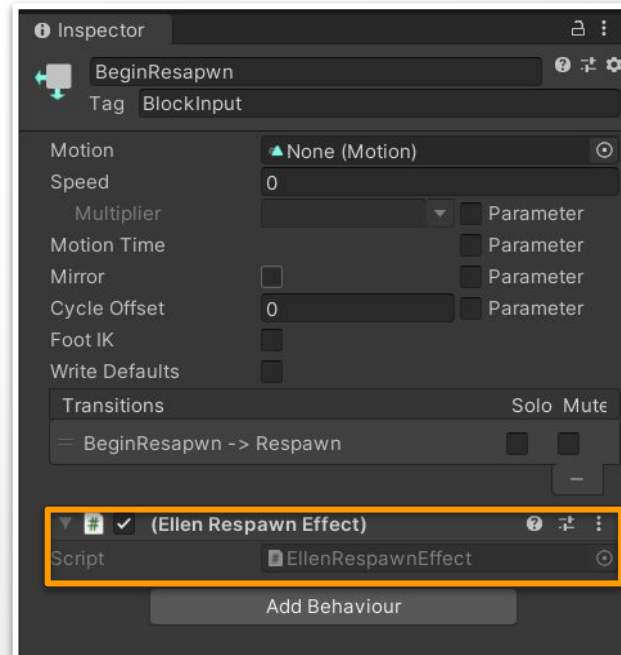 Inspector
BeginResapwn
Tag BlockInput
Motion None (Motion)
Speed 0
Multiplier Parameter
Motion Time Parameter
Mirror Parameter
Cycle Offset 0 Parameter
Foot IK
Write Defaults
Transitions Solo Mute
BeginResapwn -> Respawn
# (Ellen Respawn Effect)
Script EllenRespawnEffect
Add Behaviour